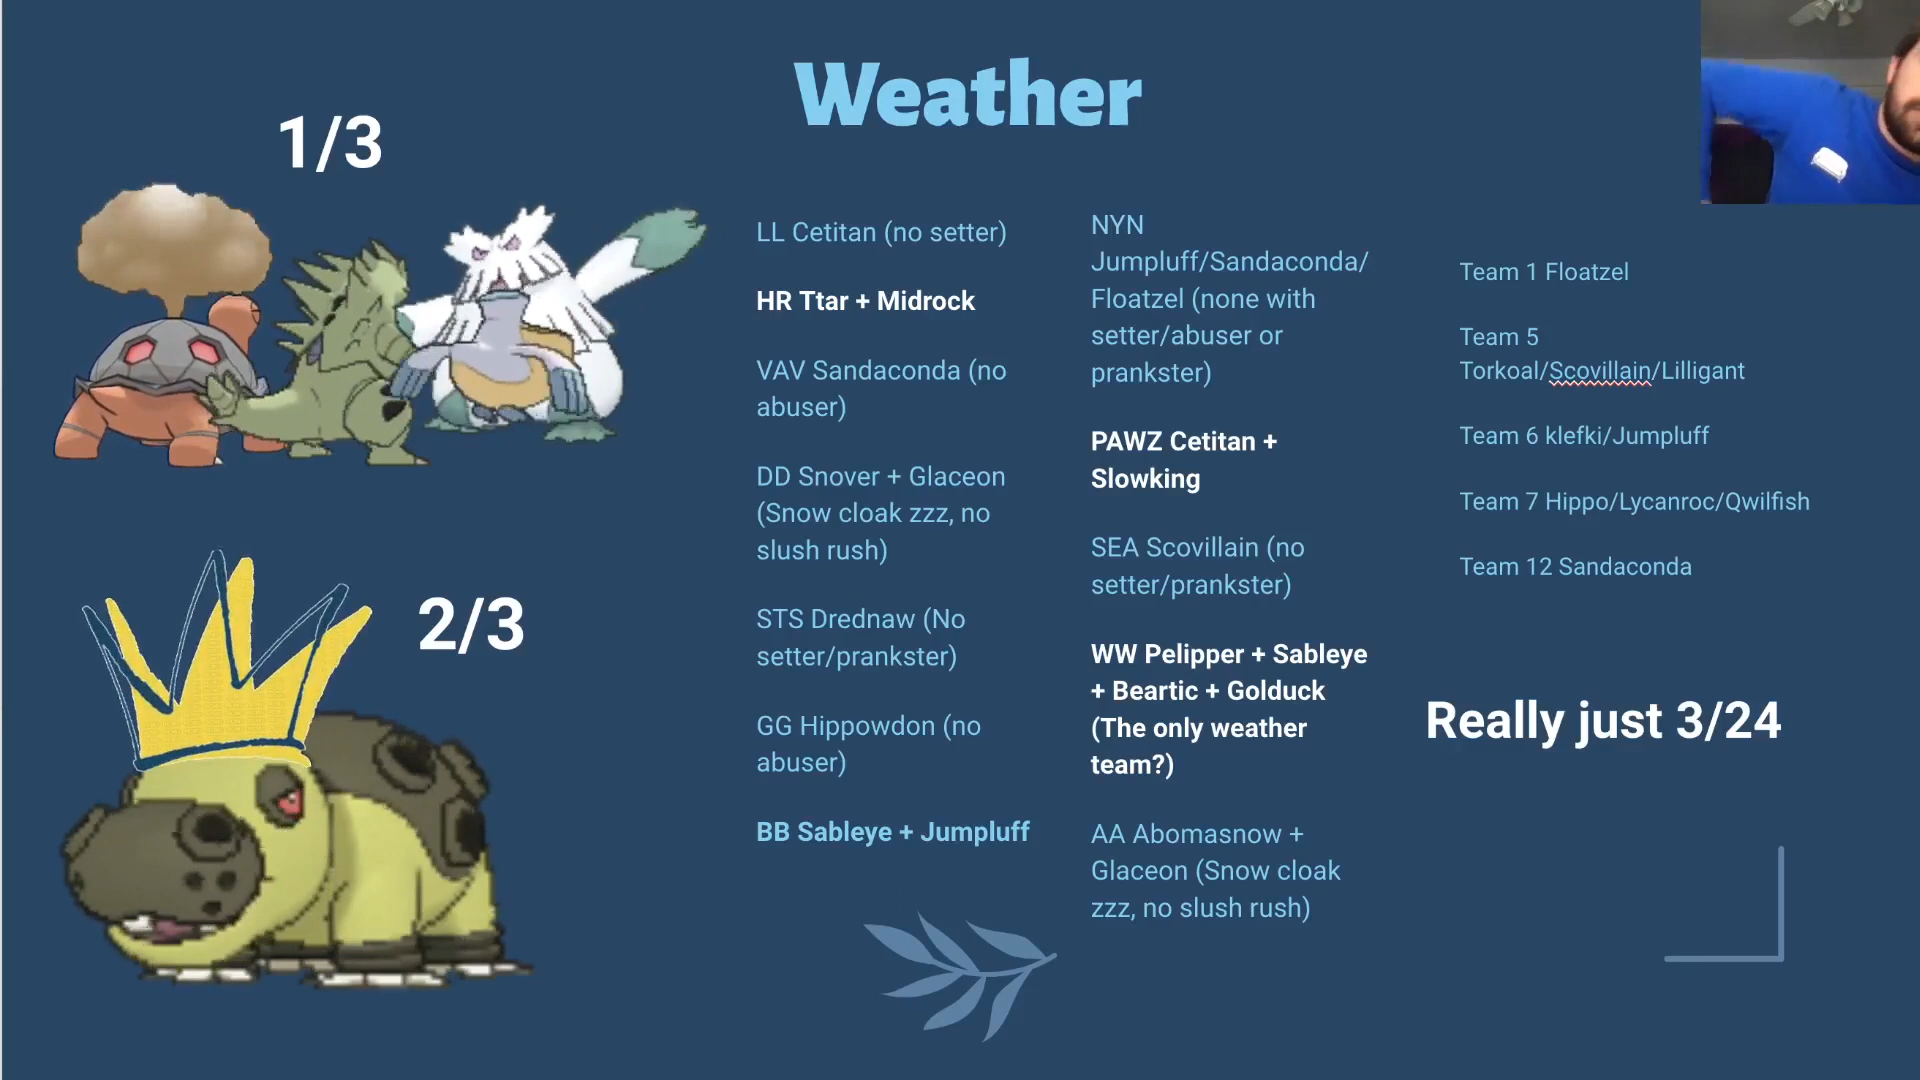 Weather
1/3
2/3
LL Cetitan (no setter)
HR Ttar + Midrock
VAV Sandaconda (no
abuser)
DD Snover + Glaceon
(Snow cloak zzz, no
slush rush)
STS Drednaw (No
setter/prankster)
GG Hippowdon (no
abuser)
BB Sableye + Jumpluff
NYN
Jumpluff/Sandaconda/
Floatzel (none with
setter/abuser or
prankster)
PAWZ Cetitan +
Slowking
SEA Scovillain (no
setter/prankster)
WW Pelipper + Sableye
+ Beartic + Golduck
(The only weather
team?)
AA Abomasnow +
Glaceon (Snow cloak
zzz, no slush rush)
Team 1 Floatzel
Team 5
Torkoal/Scovillain/Lilligant
Team 6 klefki/Jumpluff
Team 7 Hippo/Lycanroc/Qwilfish
Team 12 Sandaconda
Really just 3/24